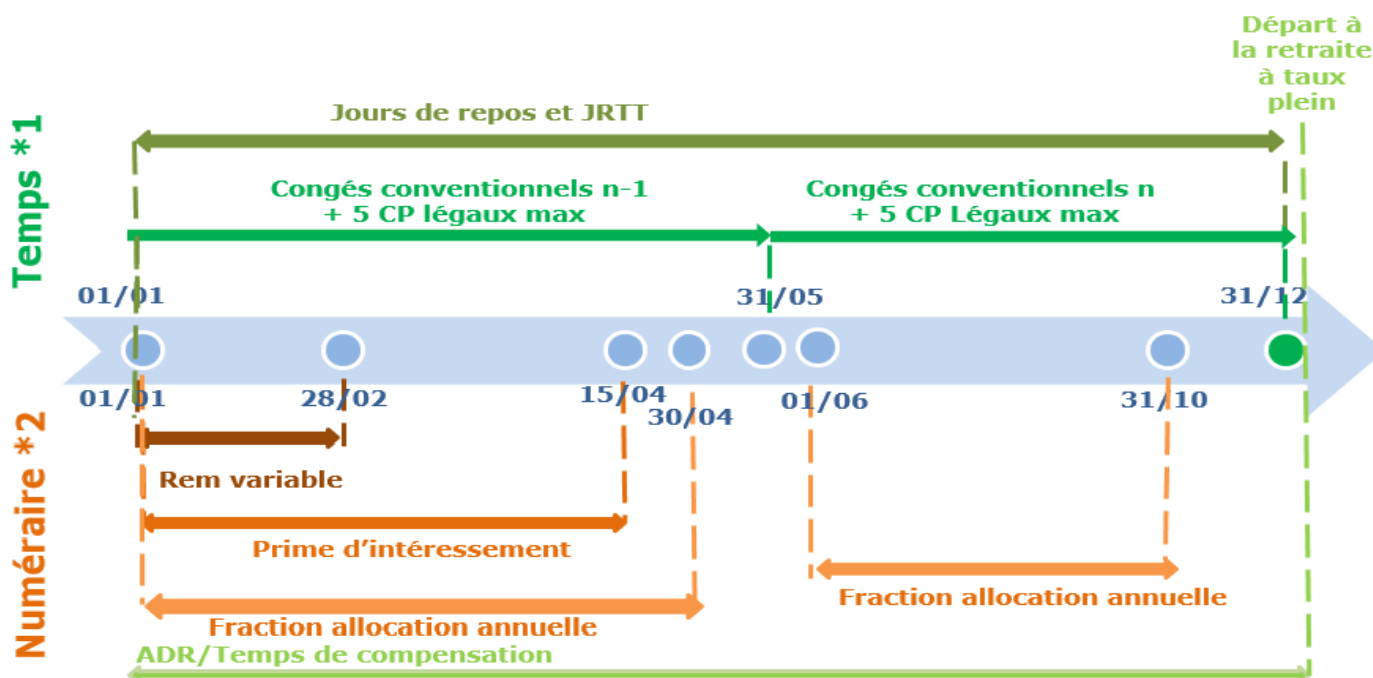 Départ à
la retraite
à taux
plein
Temps *1
Jours de repos et JRTT
Congés conventionnels n-1
+ 5 CP légaux max
Congés conventionnels n
+ 5 CP Légaux max
01/01
31/05
31/12
01/01
28/02
15/04
30/04
01/06
31/10
Numéraire *2
Rem variable
Prime d'intéressement
Fraction allocation annuelle
Fraction allocation annuelle
ADR/Temps de compensation